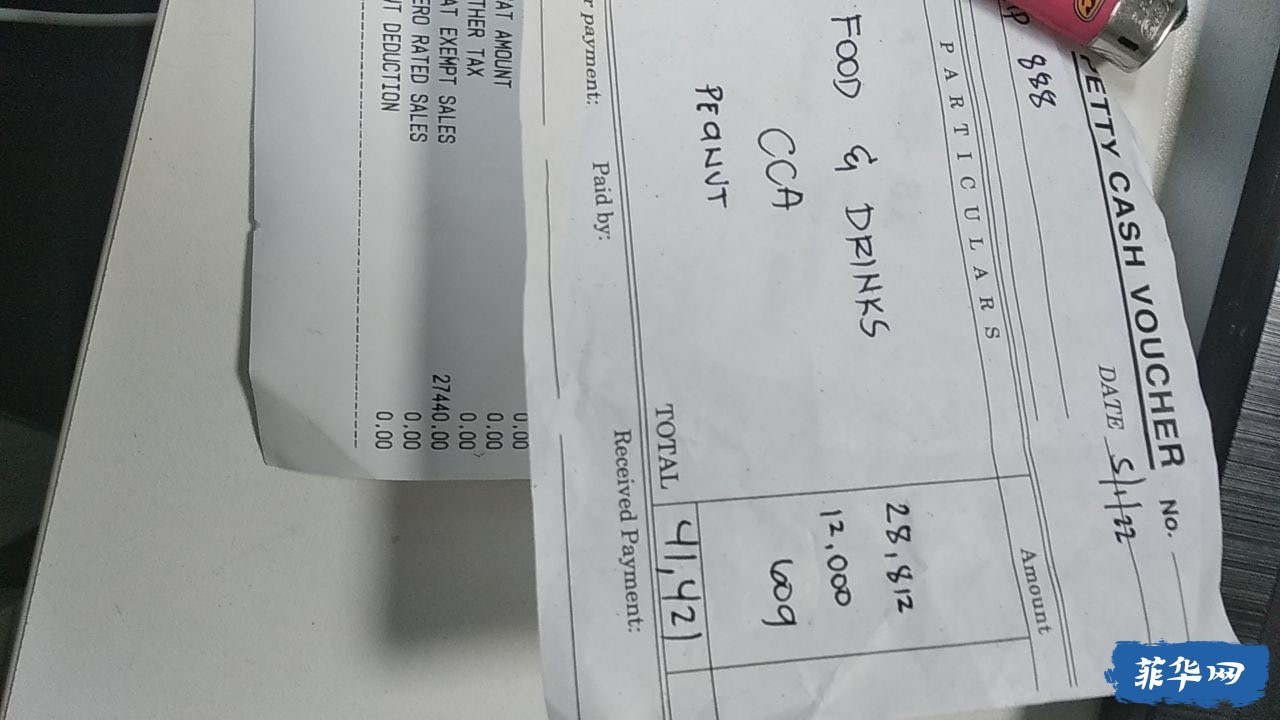 PETTY CASH VOUCHER No.
DATE 5/1/22
888
PARTICULARS Amount
FOOD & DRINKS 28,812
CCA 12,000
PEANUT 609
TOTAL 41,421
r payment: Paid by: Received Payment:
0.00
AT AMOUNT 0.00
THER TAX 0.00
AT EXEMPT SALES 27440.00
ERO RATED SALES 0.00
NT DEDUCTION 0.00
菲华网